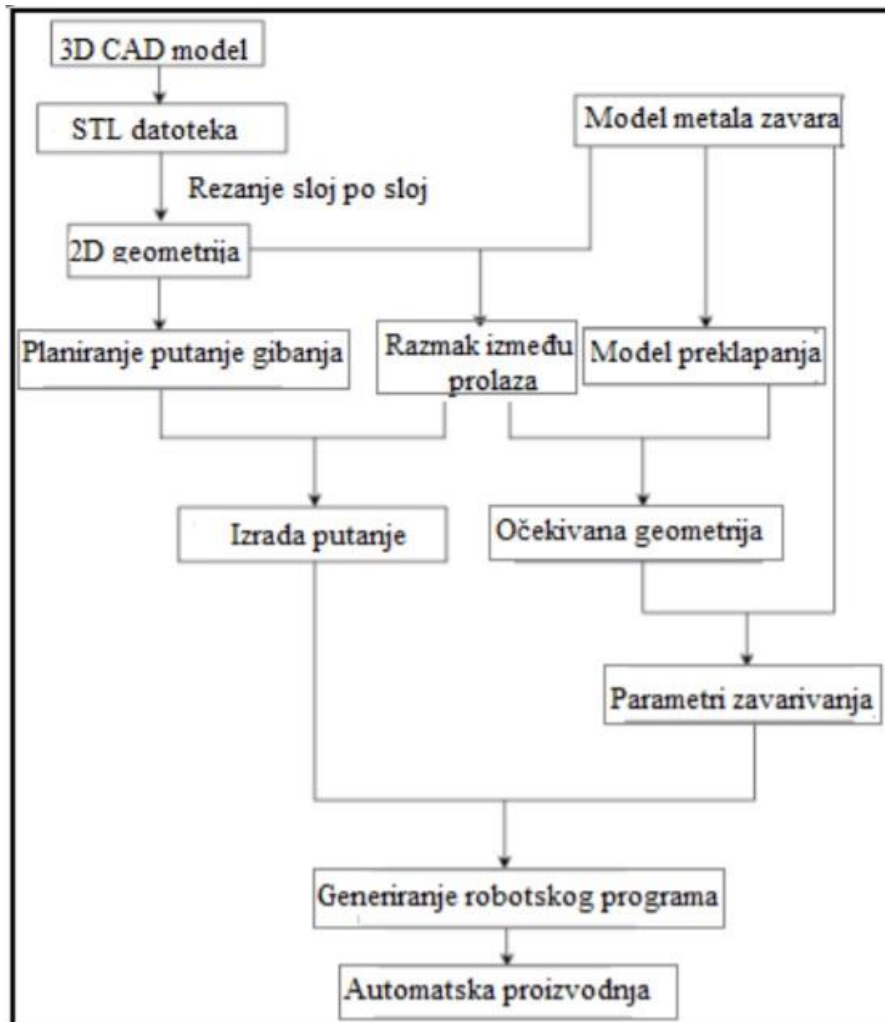 3D CAD model
STL datoteka
Model metala zavara
Rezanje sloj po sloj
2D geometrija
Planiranje putanje gibanja
Razmak između
prolaza
Model preklapanja
Izrada putanje
Očekivana geometrija
Parametri zavarivanja
Generiranje robotskog programa
Automatska proizvodnja